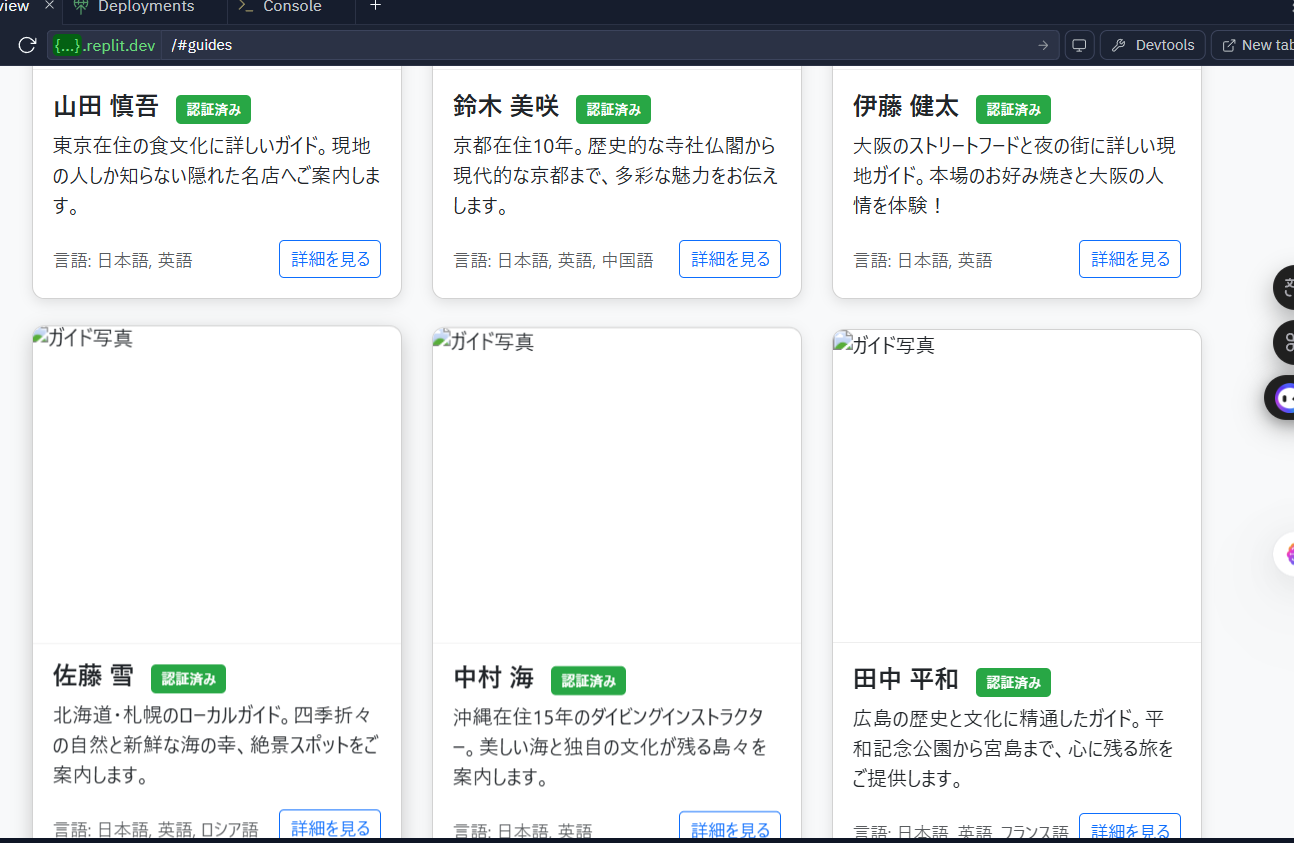 view × Deployments Console +
{...}.replit.dev /#guides → Devtools New tab
山田 慎吾 認証済み
東京在住の食文化に詳しいガイド。現地
の人しか知らない隠れた名店へご案内しま
す。
言語: 日本語, 英語 詳細を見る
鈴木 美咲 認証済み
京都在住10年。歴史的な寺社仏閣から
現代的な京都まで、多彩な魅力をお伝え
します。
言語: 日本語, 英語, 中国語 詳細を見る
伊藤 健太 認証済み
大阪のストリートフードと夜の街に詳しい現
地ガイド。本場のお好み焼きと大阪の人
情を体験！
言語: 日本語, 英語 詳細を見る
ガイド写真
佐藤 雪 認証済み
北海道・札幌のローカルガイド。四季折々
の自然と新鮮な海の幸、絶景スポットをご
案内します。
言語: 日本語, 英語, ロシア語 詳細を見る
ガイド写真
中村 海 認証済み
沖縄在住15年のダイビングインストラクタ
ー。美しい海と独自の文化が残る島々を
案内します。
言語: 日本語, 英語 詳細を見る
ガイド写真
田中 平和 認証済み
広島の歴史と文化に精通したガイド。平
和記念公園から宮島まで、心に残る旅を
ご提供します。
言語: 日本語, 英語, フランス語 詳細を見る